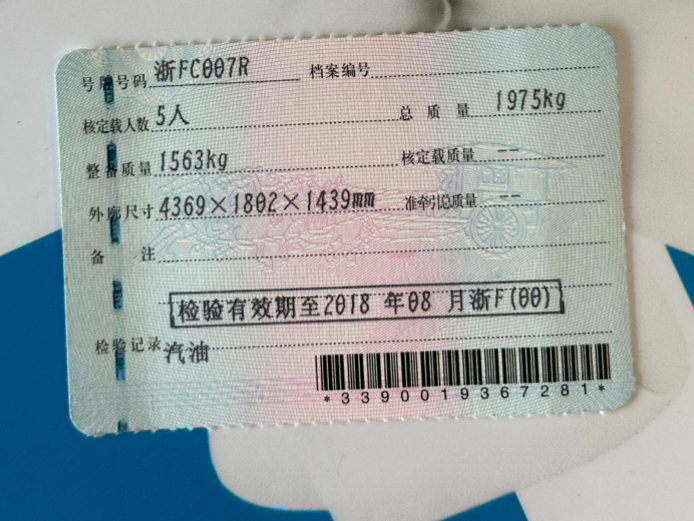 号牌号码 浙FC007R 档案编号
核定载人数 5人 总质量 1975kg
整备质量 1563kg 核定载质量 --
外廓尺寸 4369×1802×1439mm 准牵引总质量 --
备注
检验有效期至2018 年08 月浙F(00)
检验记录 汽油
*3390019367281*